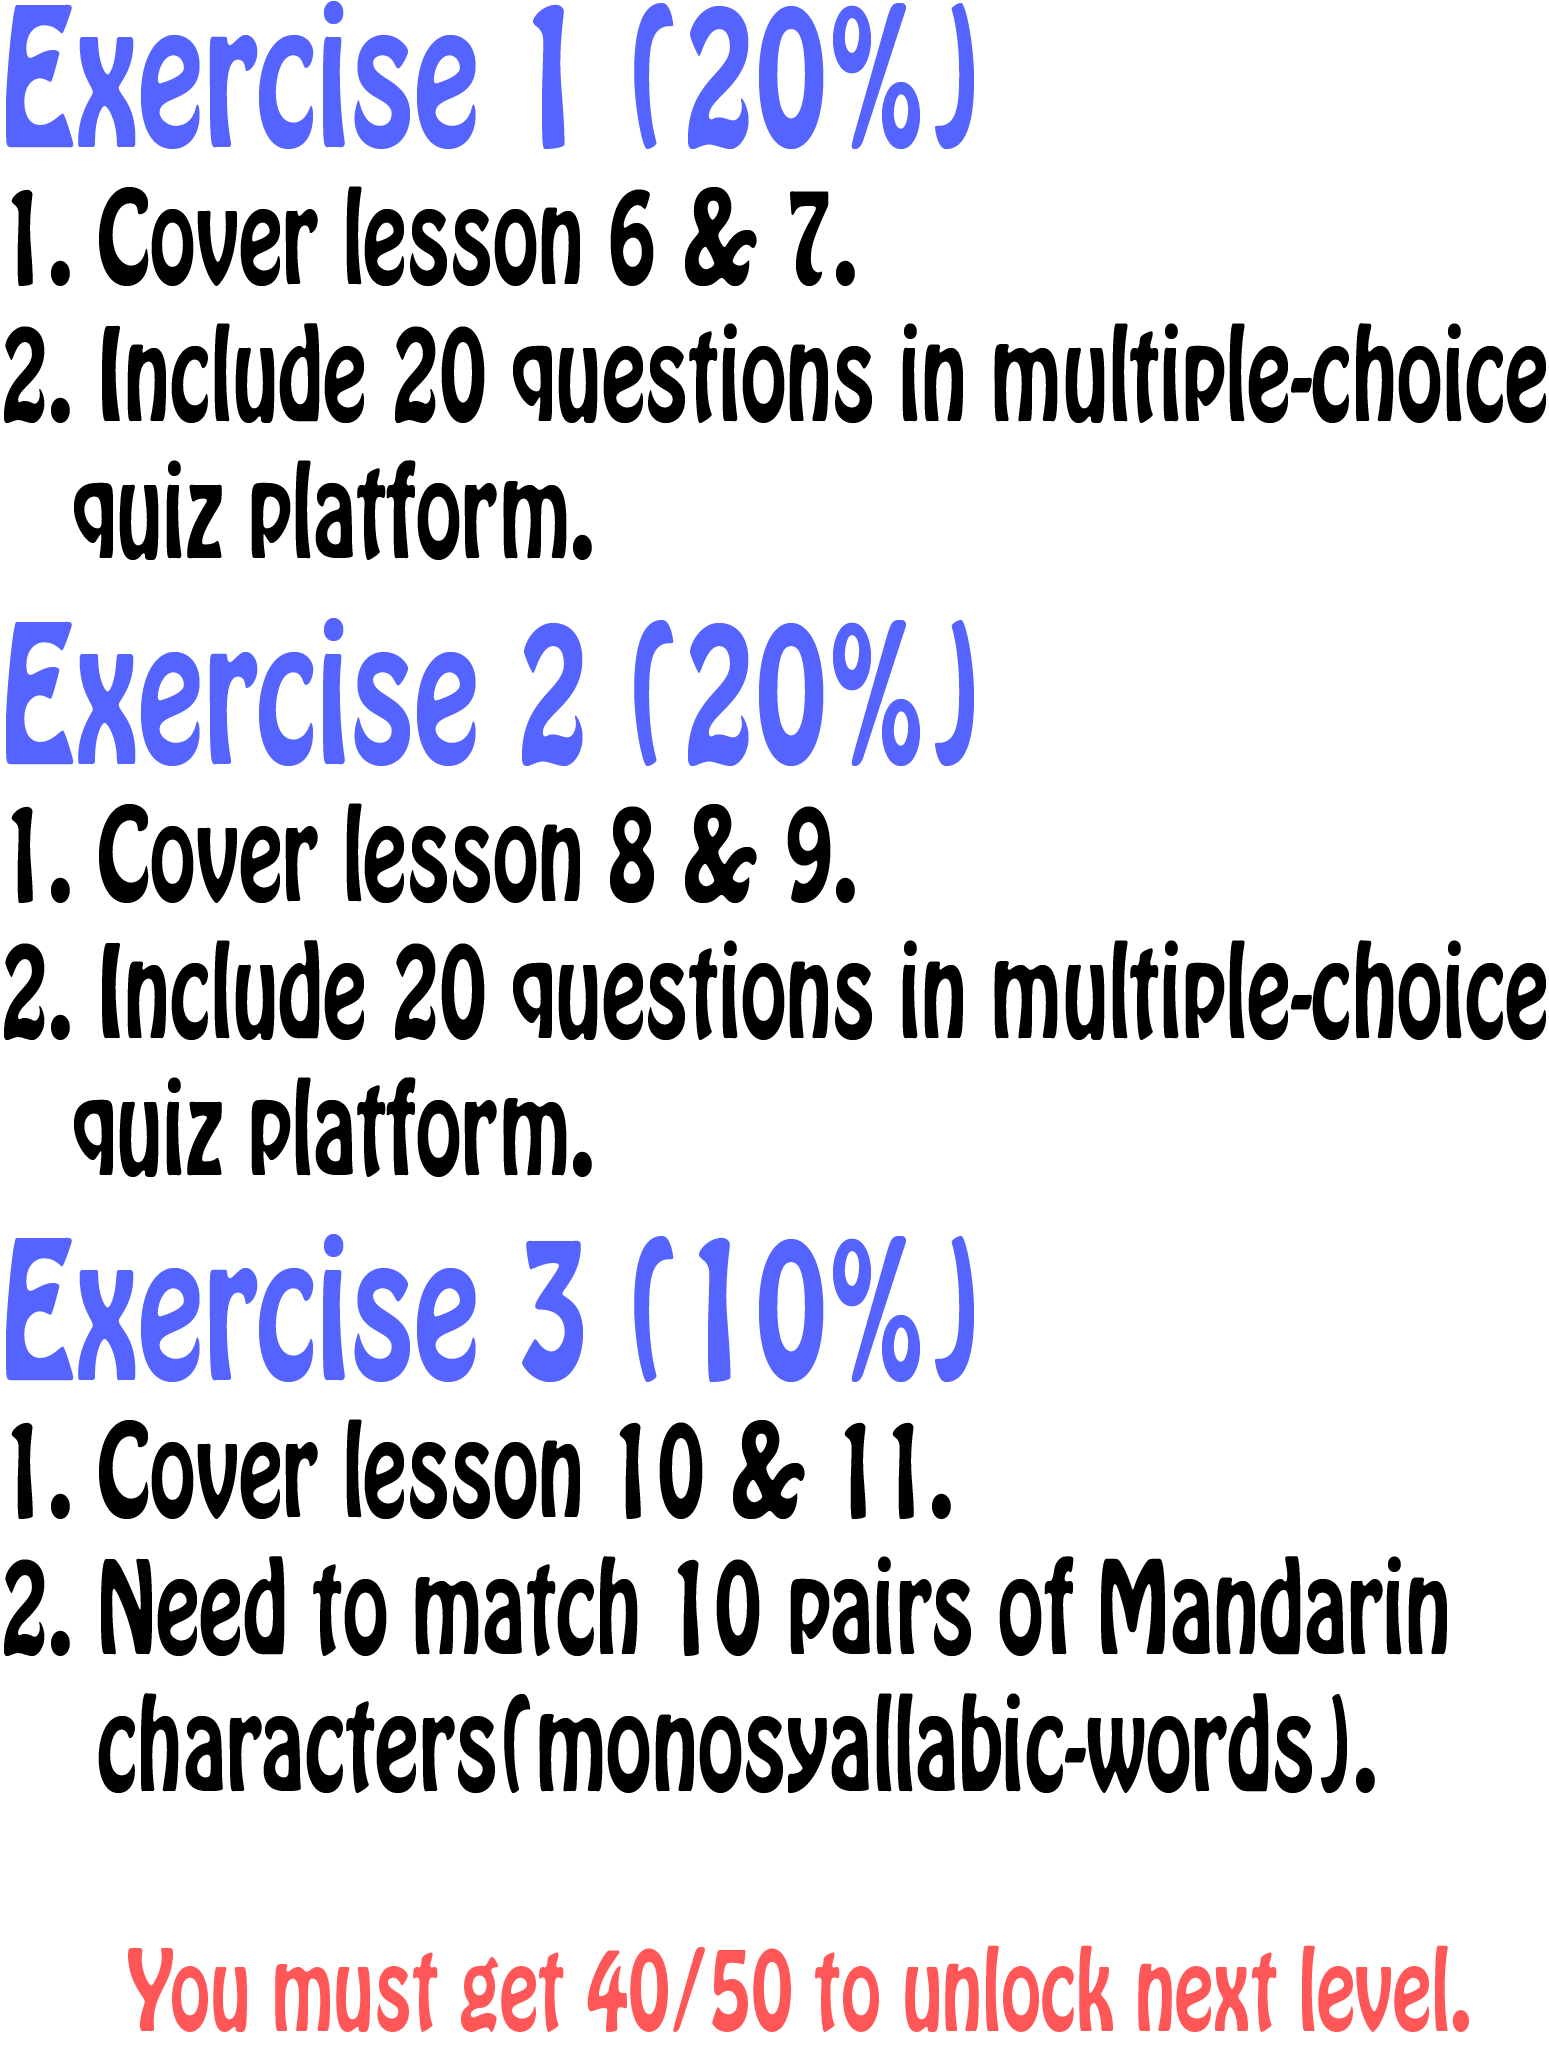 Exercise 1 (20%)
1. Cover lesson 6 & 7.
2. Include 20 questions in multiple-choice
quiz platform.
Exercise 2 (20%)
1. Cover lesson 8 & 9.
2. Include 20 questions in multiple-choice
quiz platform.
Exercise 3 (10%)
1. Cover lesson 10 & 11.
2. Need to match 10 pairs of Mandarin
characters(monosyallabic-words).
You must get 40/50 to unlock next level.